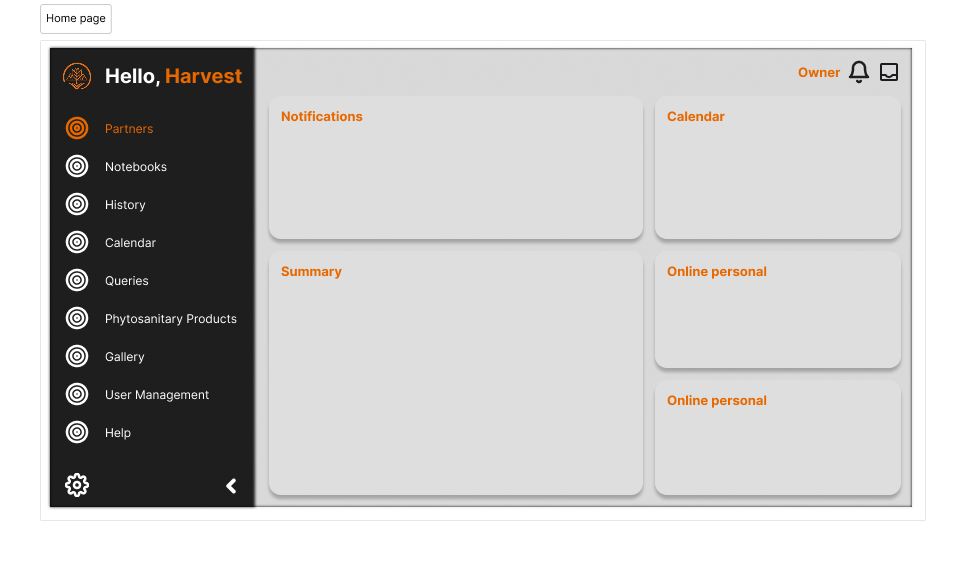 Home page
Hello, Harvest
Partners
Notebooks
History
Calendar
Queries
Phytosanitary Products
Gallery
User Management
Help
Owner
Notifications
Calendar
Summary
Online personal
Online personal